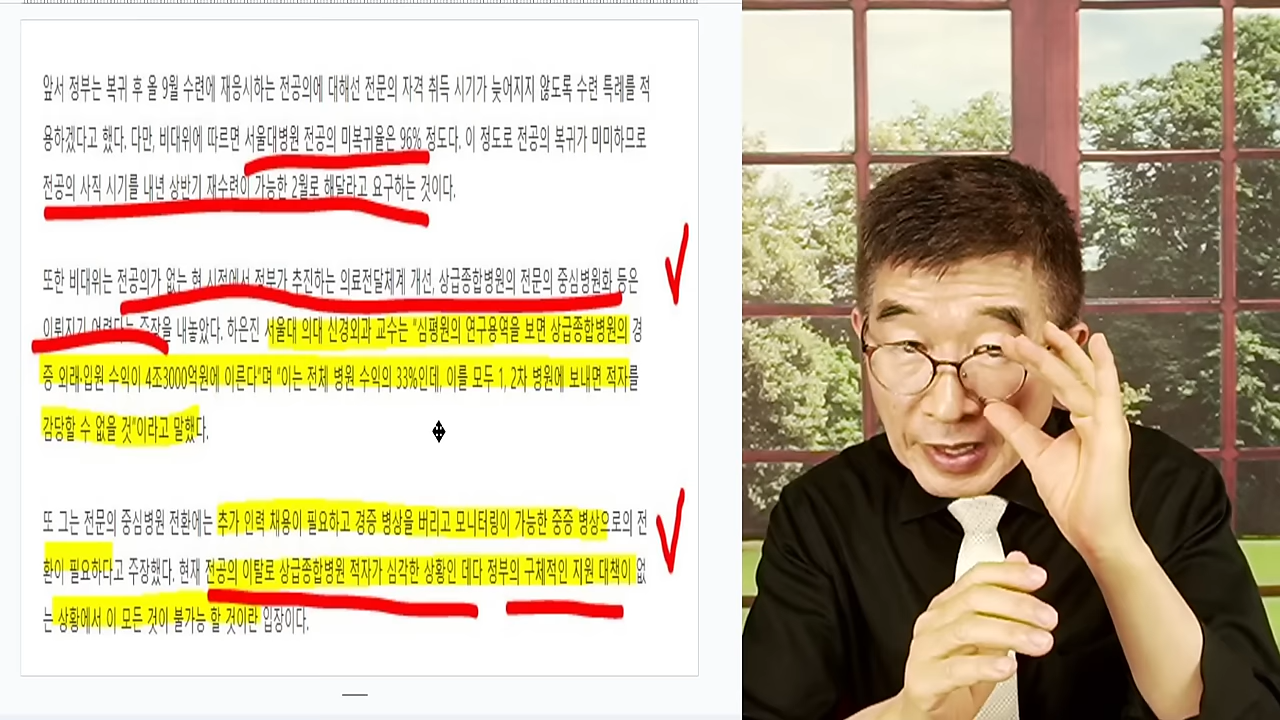 앞서 정부는 복귀 후 올 9월 수련에 재응시하는 전공의에 대해선 전문의 자격 취득 시기가 늦어지지 않도록 수련 특례를 적
용하겠다고 했다. 다만, 비대위에 따르면 서울대병원 전공의 미복귀율은 96% 정도다. 이 정도로 전공의 복귀가 미미하므로
전공의 사직 시기를 내년 상반기 재수련이 가능한 2월로 해달라고 요구하는 것이다.
또한 비대위는 전공의가 없는 현 시점에서 정부가 추진하는 의료전달체계 개선, 상급종합병원의 전문의 중심병원화 등은
이뤄지기 어렵다는 주장을 내놓았다. 하은진 서울대 의대 신경외과 교수는 "심평원의 연구용역을 보면 상급종합병원의 경
증 외래·입원 수익이 4조3000억원에 이른다"며 "이는 전체 병원 수익의 33%인데, 이를 모두 1, 2차 병원에 보내면 적자를
감당할 수 없을 것"이라고 말했다.
또 그는 전문의 중심병원 전환에는 추가 인력 채용이 필요하고 경증 병상을 버리고 모니터링이 가능한 중증 병상으로의 전
환이 필요하다고 주장했다. 현재 전공의 이탈로 상급종합병원 적자가 심각한 상황인 데다 정부의 구체적인 지원 대책이 없
는 상황에서 이 모든 것이 불가능 할 것이란 입장이다.